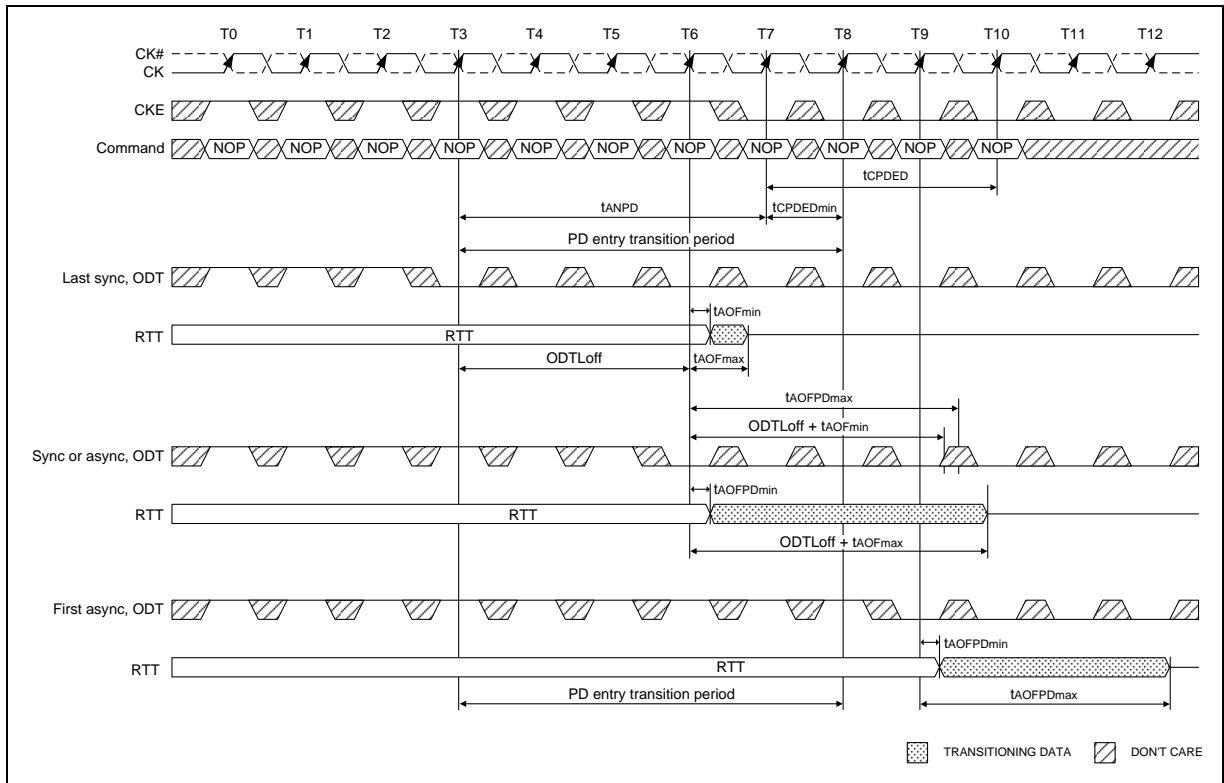 T0 T1 T2 T3 T4 T5 T6 T7 T8 T9 T10 T11 T12
CK#
CK
CKE
Command NOP NOP NOP NOP NOP NOP NOP NOP NOP NOP NOP
tCPDED
tANPD tCPDEDmin
PD entry transition period
Last sync, ODT
tAOFmin
RTT RTT
ODTLoff tAOFmax
tAOFPDmax
ODTLoff + tAOFmin
Sync or async, ODT
tAOFPDmin
RTT RTT
ODTLoff + tAOFmax
First async, ODT
tAOFPDmin
RTT RTT
PD entry transition period tAOFPDmax
TRANSITIONING DATA DON'T CARE